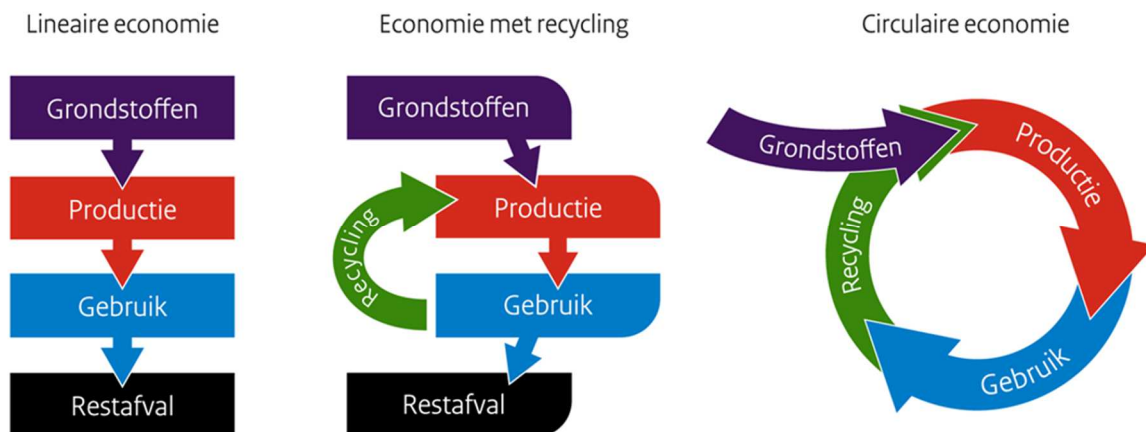 Lineaire economie
Grondstoffen
Productie
Gebruik
Restafval
Economie met recycling
Grondstoffen
Productie
Recycling
Gebruik
Restafval
Circulaire economie
Grondstoffen
Productie
Gebruik
Recycling